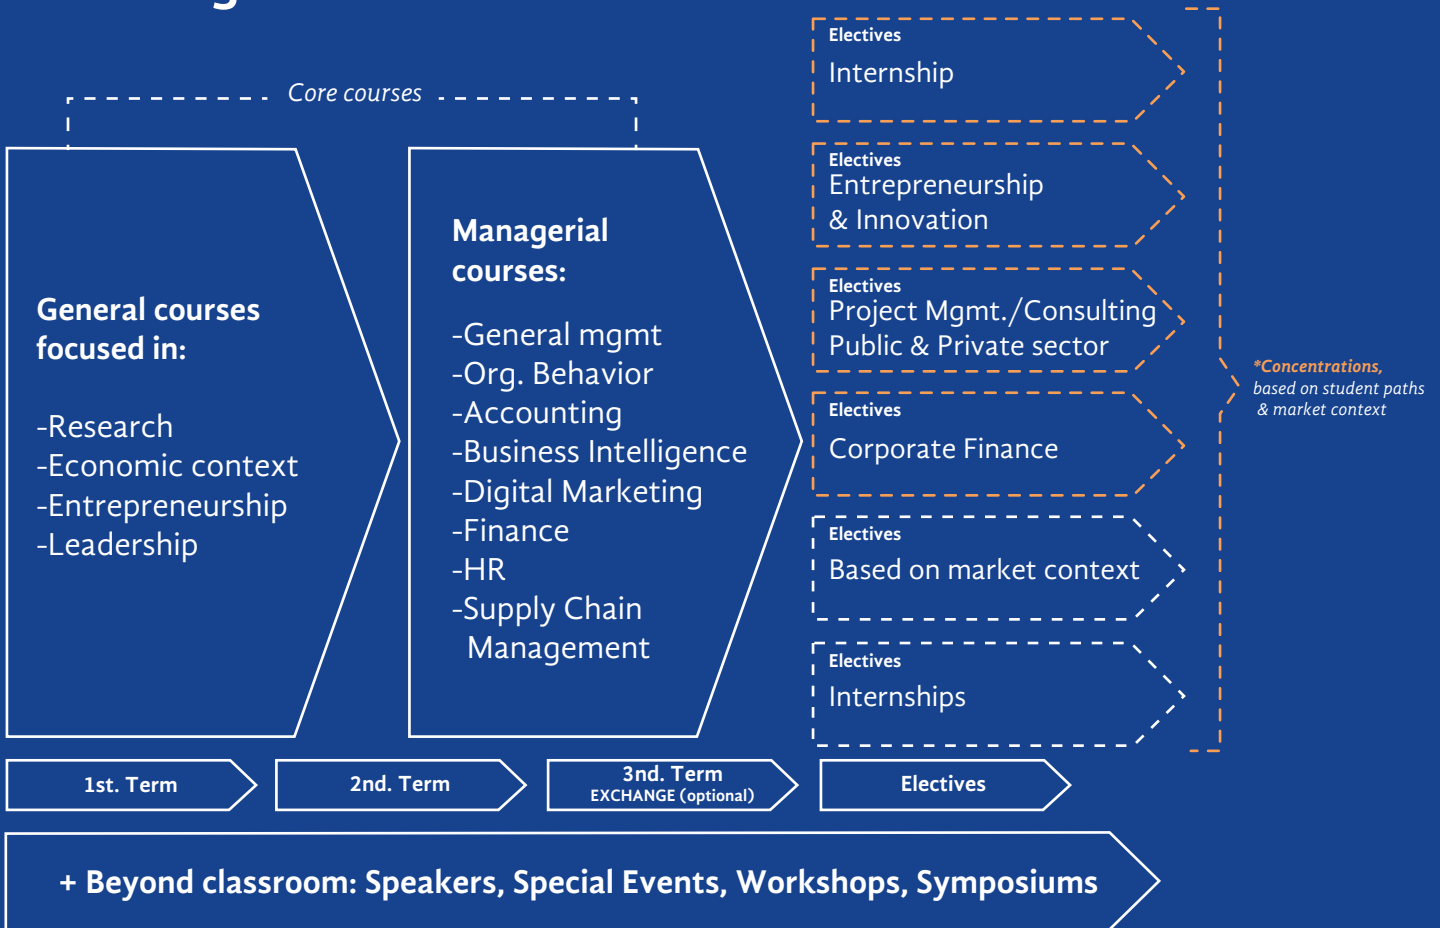 Core courses
General courses
focused in:
-Research
-Economic context
-Entrepreneurship
-Leadership
Managerial
courses:
-General mgmt
-Org. Behavior
-Accounting
-Business Intelligence
-Digital Marketing
-Finance
-HR
-Supply Chain
Management
Electives
Internship
Electives
Entrepreneurship
& Innovation
Electives
Project Mgmt./Consulting
Public & Private sector
Electives
Corporate Finance
Electives
Based on market context
Electives
Internships
*Concentrations,
based on student paths
& market context
1st. Term
2nd. Term
3nd. Term
EXCHANGE (optional)
Electives
+ Beyond classroom: Speakers, Special Events, Workshops, Symposiums